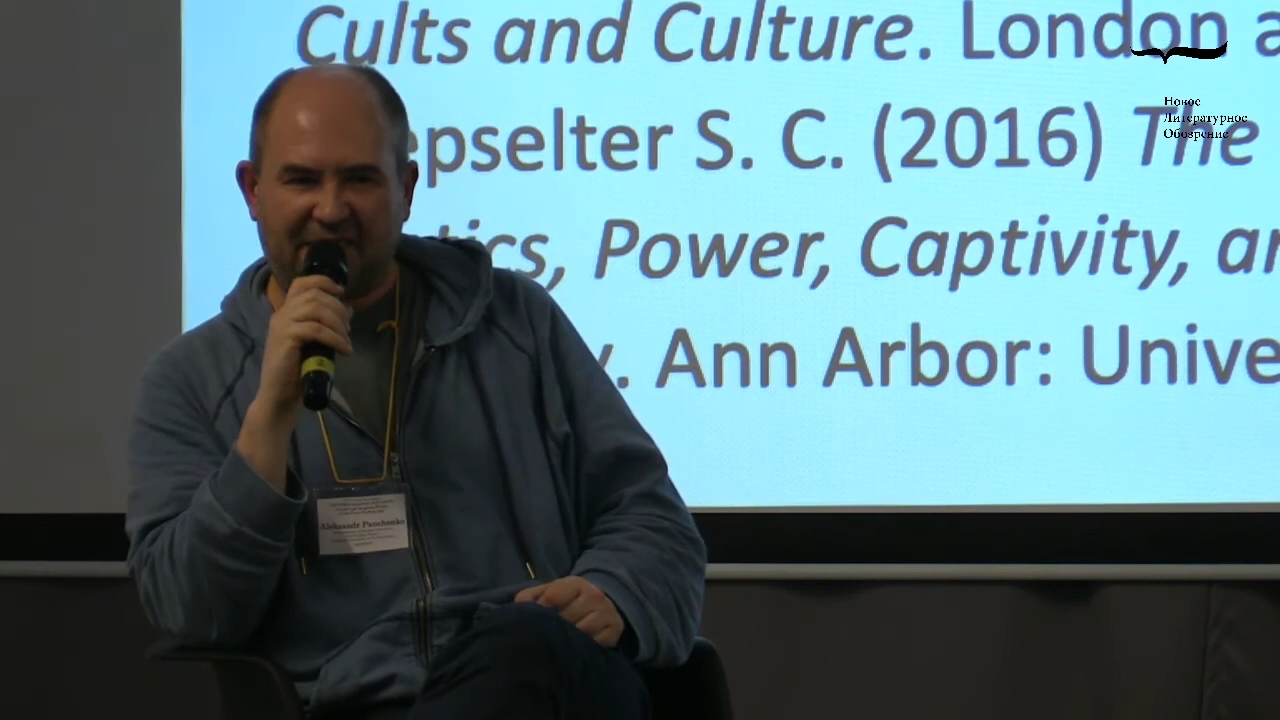 Cults and Culture. London a
epselter S. C. (2016) The
tics, Power, Captivity, an
y. Ann Arbor: Unive
Новое
Литературное
Обозрение
Aleksandr Panchenko